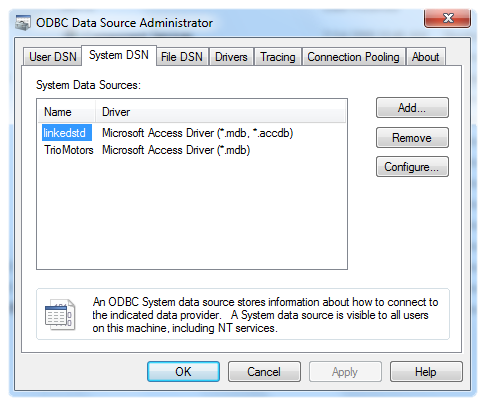 ODBC Data Source Administrator
User DSN System DSN File DSN Drivers Tracing Connection Pooling About
System Data Sources:
Name Driver
linkedstd Microsoft Access Driver (*.mdb, *.accdb)
TrioMotors Microsoft Access Driver (*.mdb)
Add...
Remove
Configure...
An ODBC System data source stores information about how to connect to
the indicated data provider. A System data source is visible to all users
on this machine, including NT services.
OK Cancel Apply Help